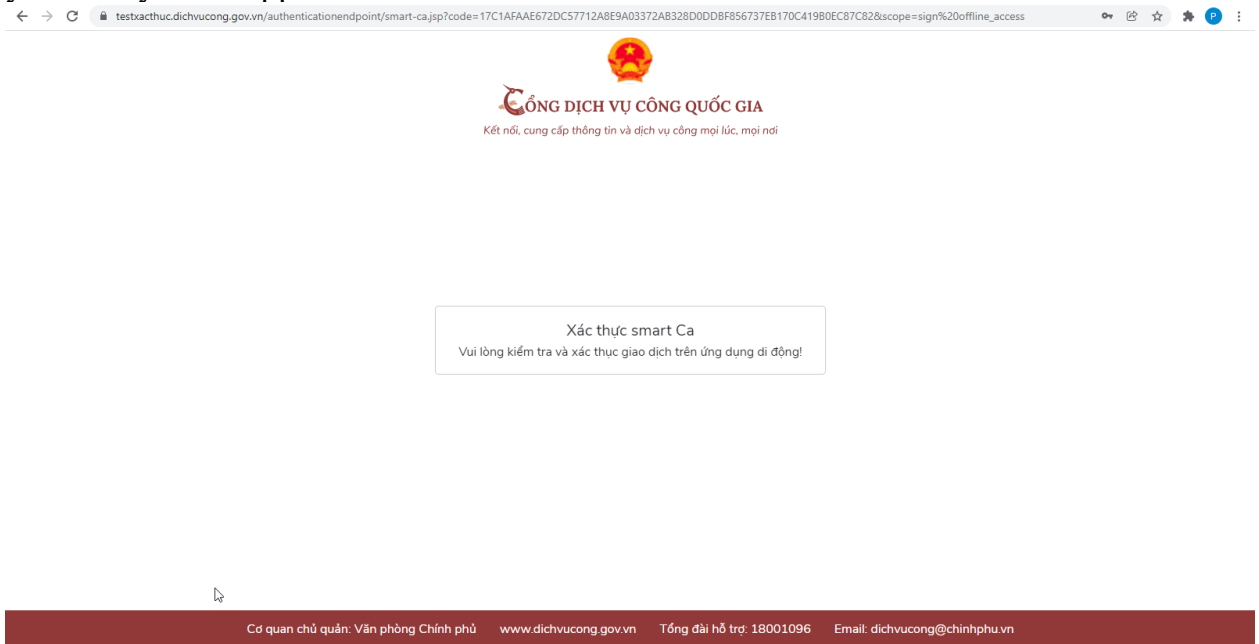 testxacthuc.dichvucong.gov.vn/authenticationendpoint/smart-ca.jsp?code=17C1AFAAE672DC57712A8E9A03372AB328D0DDBF856737EB170C419B0EC87C82&scope=sign%20offline_access
P
CỔNG DỊCH VỤ CÔNG QUỐC GIA
Kết nối, cung cấp thông tin và dịch vụ công mọi lúc, mọi nơi
Xác thực smart Ca
Vui lòng kiểm tra và xác thục giao dịch trên ứng dụng di động!
Cơ quan chủ quản: Văn phòng Chính phủ www.dichvucong.gov.vn Tổng đài hỗ trợ: 18001096 Email: dichvucong@chinhphu.vn